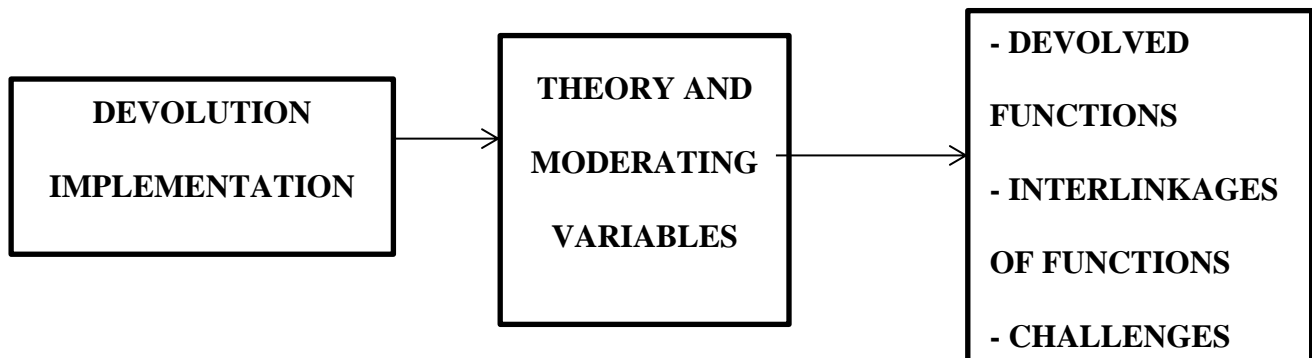 DEVOLUTION
IMPLEMENTATION
THEORY AND
MODERATING
VARIABLES
- DEVOLVED
FUNCTIONS
- INTERLINKAGES
OF FUNCTIONS
- CHALLENGES